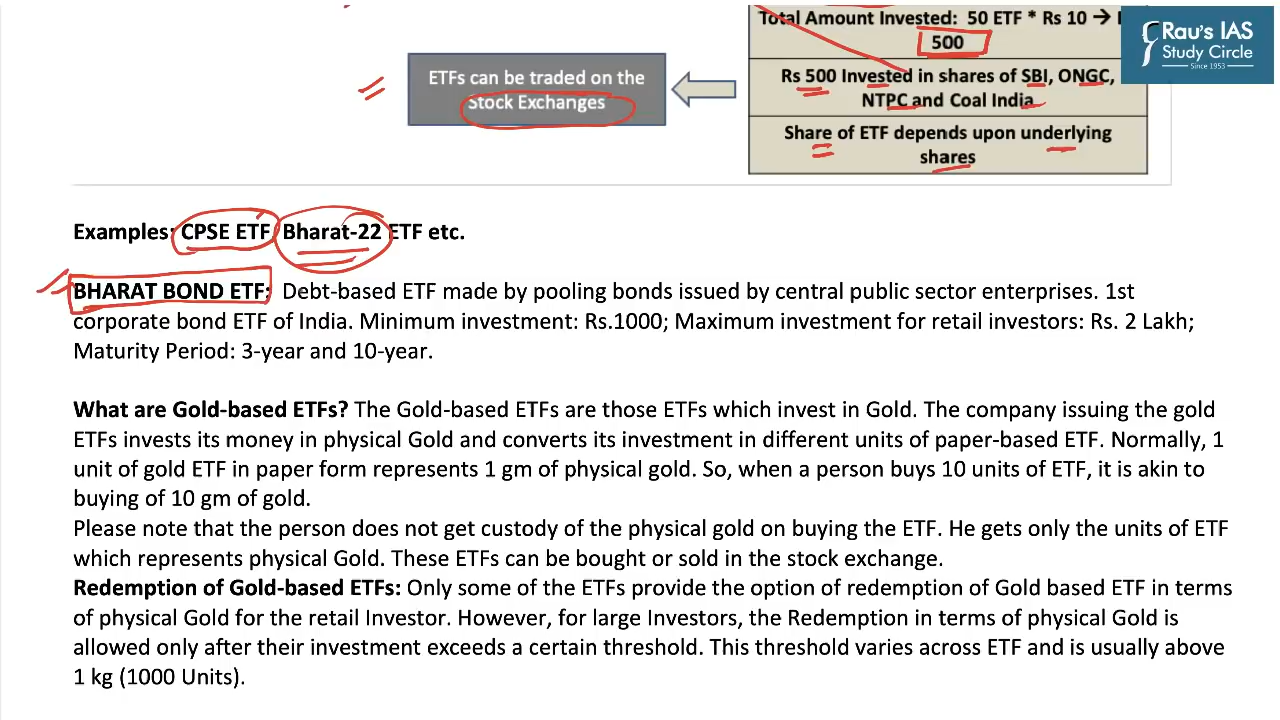 Total Amount Invested: 50 ETF * Rs 10 →
500
Rau's IAS
Study Circle
Since 1953
ETFs can be traded on the
Stock Exchanges
Rs 500 Invested in shares of SBI, ONGC,
NTPC and Coal India
Share of ETF depends upon underlying
shares
Examples: CPSE ETF Bharat-22 ETF etc.
BHARAT BOND ETF: Debt-based ETF made by pooling bonds issued by central public sector enterprises. 1st
corporate bond ETF of India. Minimum investment: Rs.1000; Maximum investment for retail investors: Rs. 2 Lakh;
Maturity Period: 3-year and 10-year.
What are Gold-based ETFs? The Gold-based ETFs are those ETFs which invest in Gold. The company issuing the gold
ETFs invests its money in physical Gold and converts its investment in different units of paper-based ETF. Normally, 1
unit of gold ETF in paper form represents 1 gm of physical gold. So, when a person buys 10 units of ETF, it is akin to
buying of 10 gm of gold.
Please note that the person does not get custody of the physical gold on buying the ETF. He gets only the units of ETF
which represents physical Gold. These ETFs can be bought or sold in the stock exchange.
Redemption of Gold-based ETFs: Only some of the ETFs provide the option of redemption of Gold based ETF in terms
of physical Gold for the retail Investor. However, for large Investors, the Redemption in terms of physical Gold is
allowed only after their investment exceeds a certain threshold. This threshold varies across ETF and is usually above
1 kg (1000 Units).